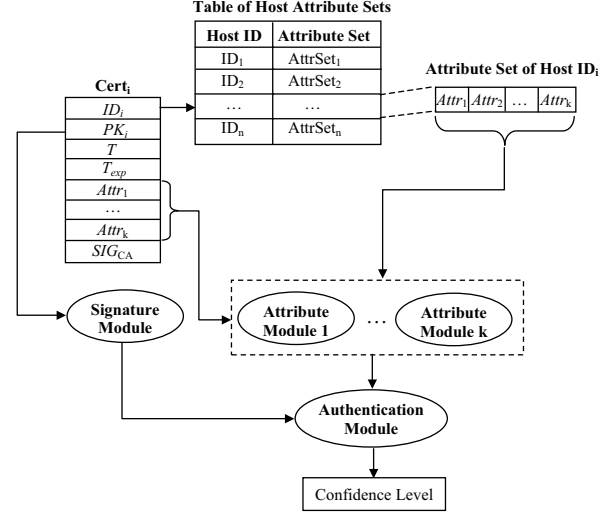 Table of Host Attribute Sets
Host ID Attribute Set
ID1 AttrSet1
ID2 AttrSet2
... ...
IDn AttrSetn
Attribute Set of Host IDi
Attr1 Attr2 ... Attrk
Certi
IDi
PKi
T
Texp
Attr1
...
Attrk
SIGCA
Signature
Module
Attribute
Module 1
...
Attribute
Module k
Authentication
Module
Confidence Level